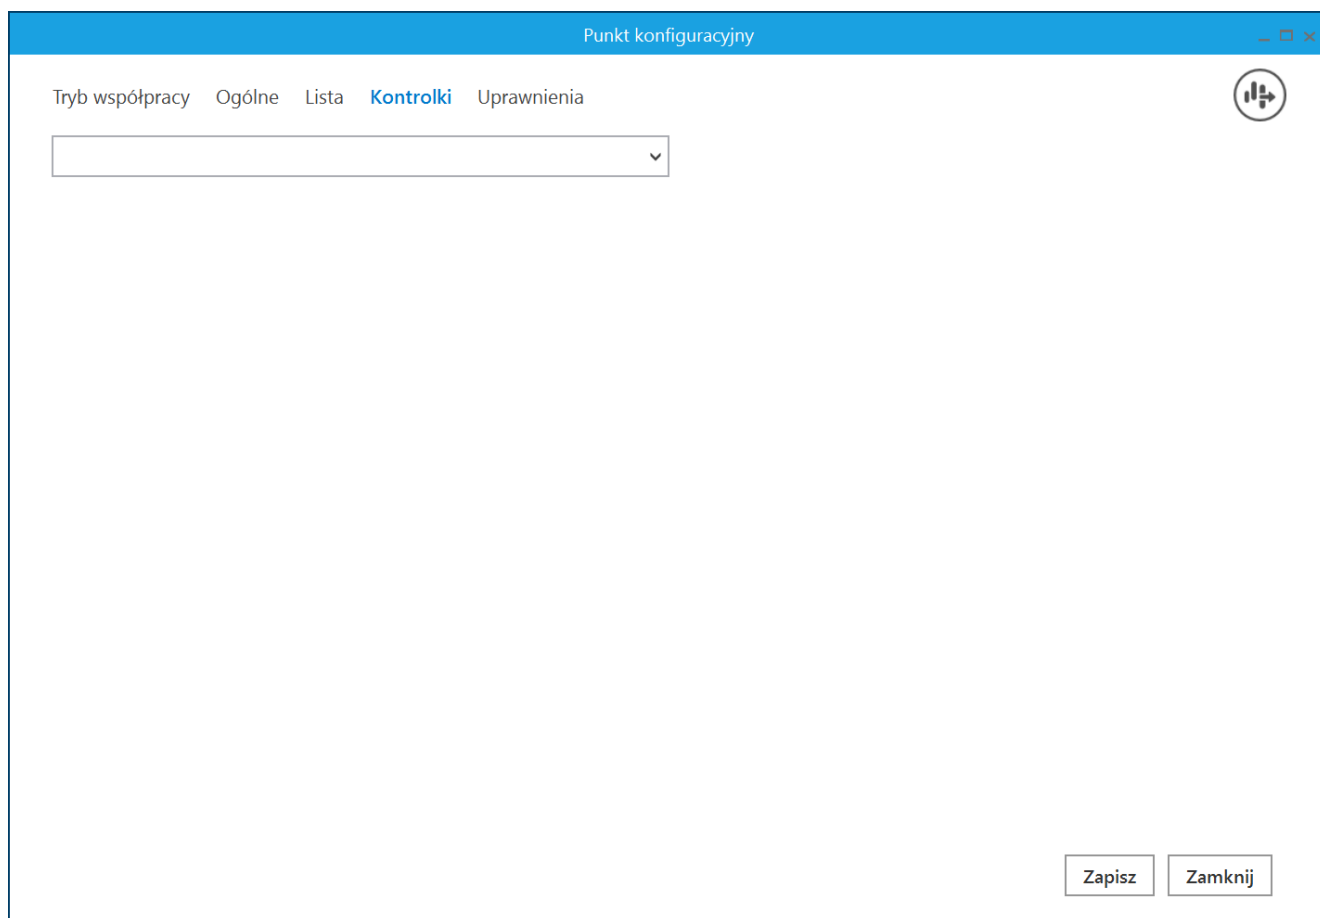 Punkt konfiguracyjny
Tryb współpracy Ogólne Lista Kontrolki Uprawnienia
Zapisz Zamknij